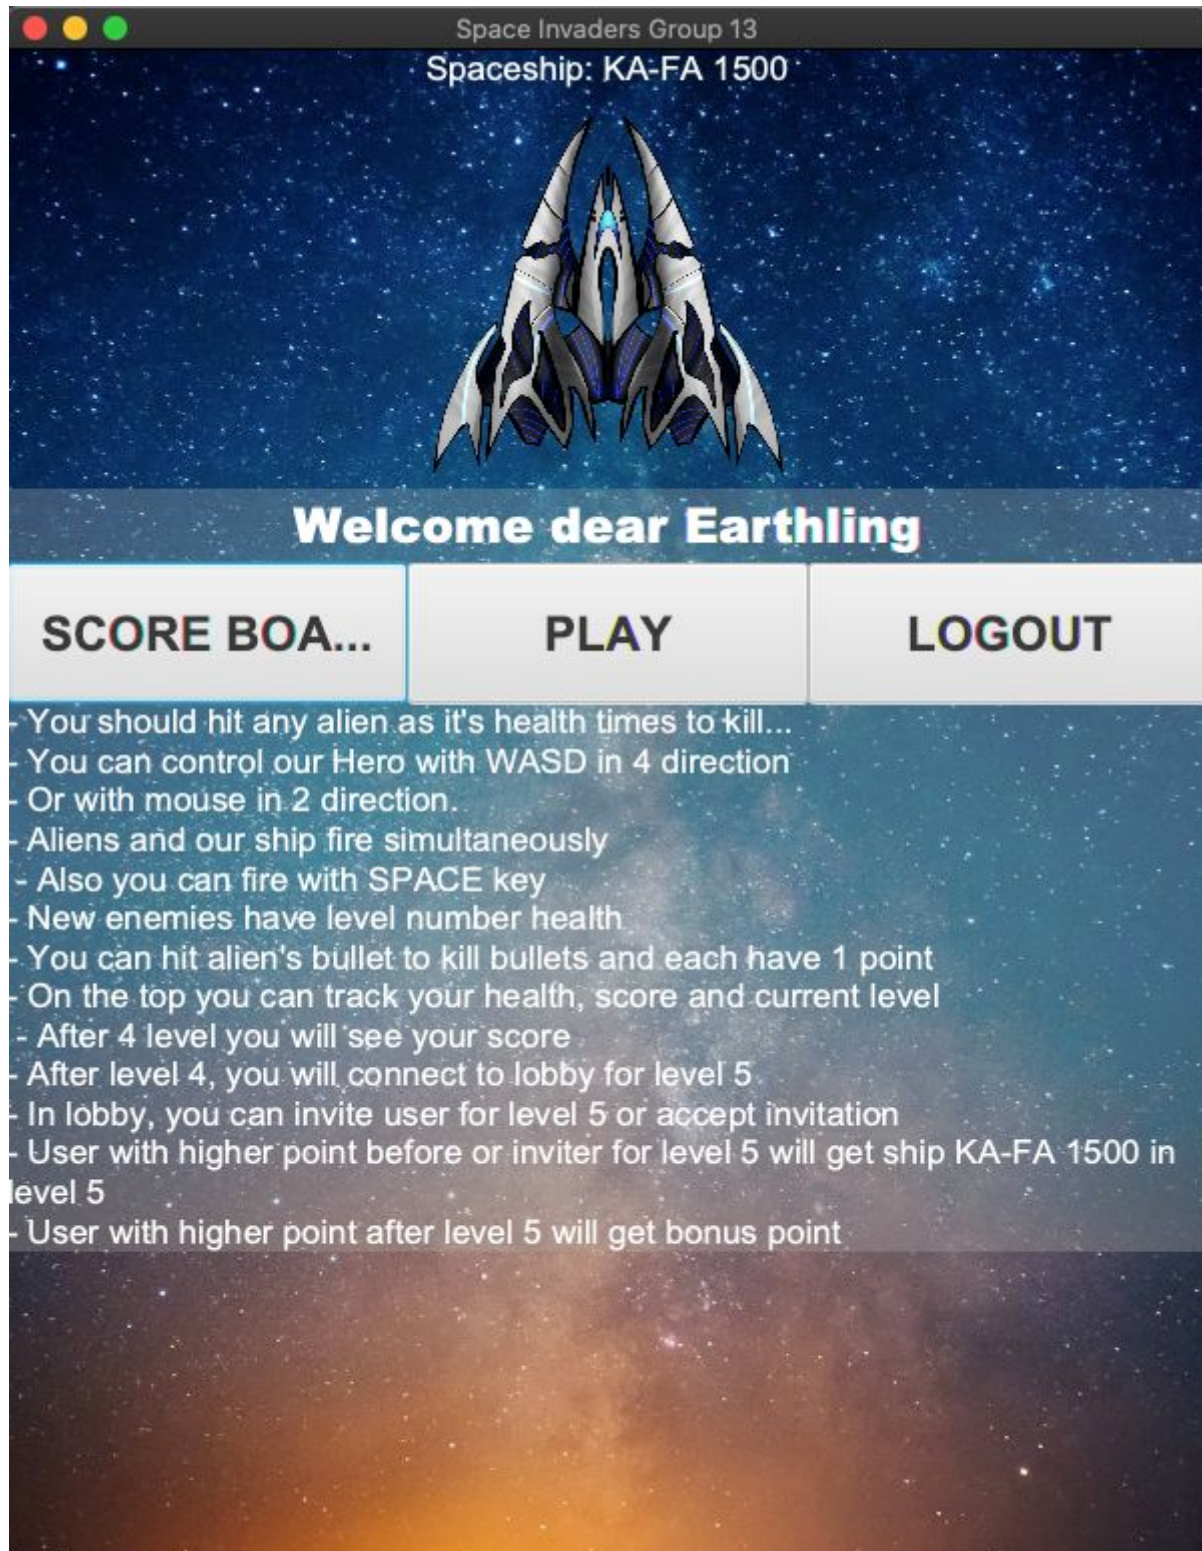 Space Invaders Group 13
Spaceship: KA-FA 1500
Welcome dear Earthling
SCORE BOA...
PLAY
LOGOUT
- You should hit any alien as it's health times to kill...
- You can control our Hero with WASD in 4 direction
- Or with mouse in 2 direction.
- Aliens and our ship fire simultaneously
- Also you can fire with SPACE key
- New enemies have level number health
- You can hit alien's bullet to kill bullets and each have 1 point
- On the top you can track your health, score and current level
- After 4 level you will see your score
- After level 4, you will connect to lobby for level 5
- In lobby, you can invite user for level 5 or accept invitation
- User with higher point before or inviter for level 5 will get ship KA-FA 1500 in
level 5
- User with higher point after level 5 will get bonus point